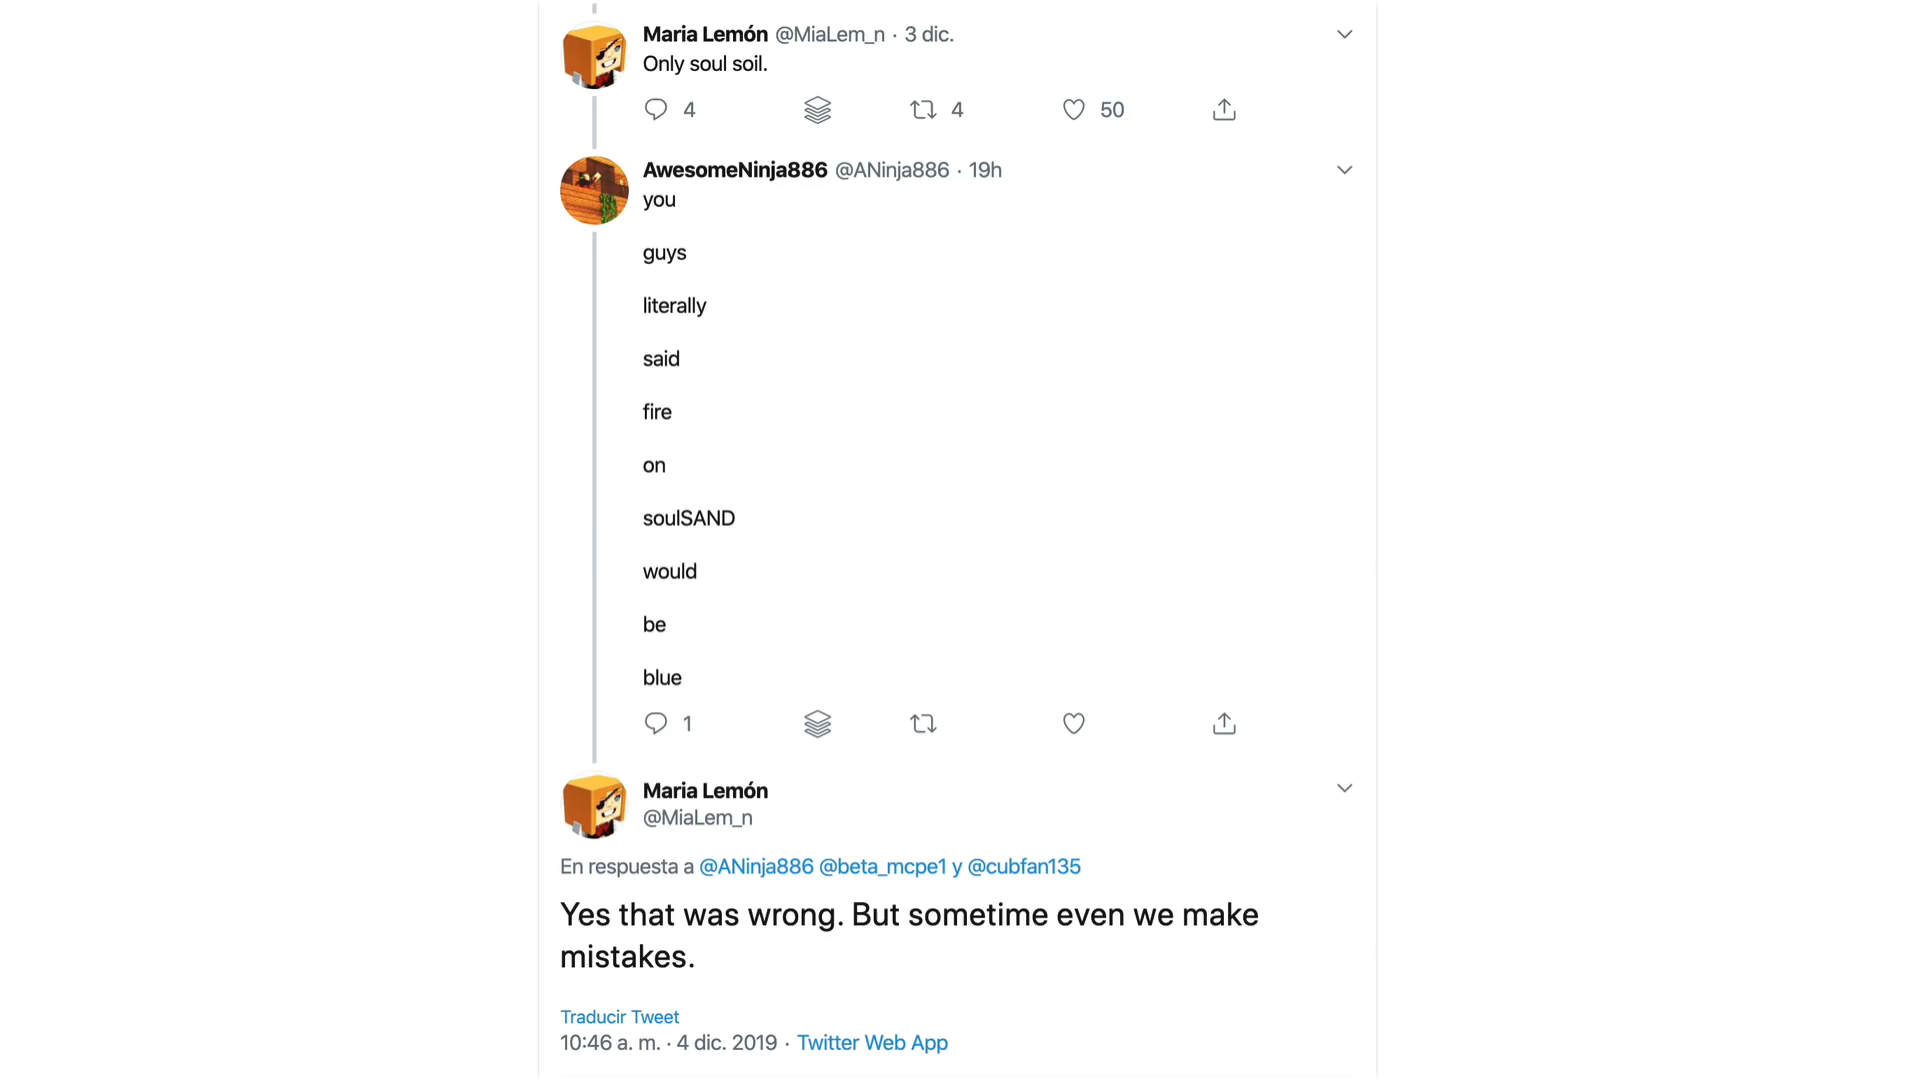 Maria Lemón @MiaLem_n · 3 dic.
Only soul soil.
4 4 50
AwesomeNinja886 @ANinja886 · 19h
you
guys
literally
said
fire
on
soulSAND
would
be
blue
1
Maria Lemón
@MiaLem_n
En respuesta a @ANinja886 @beta_mcpe1 y @cubfan135
Yes that was wrong. But sometime even we make
mistakes.
Traducir Tweet
10:46 a. m. · 4 dic. 2019 · Twitter Web App